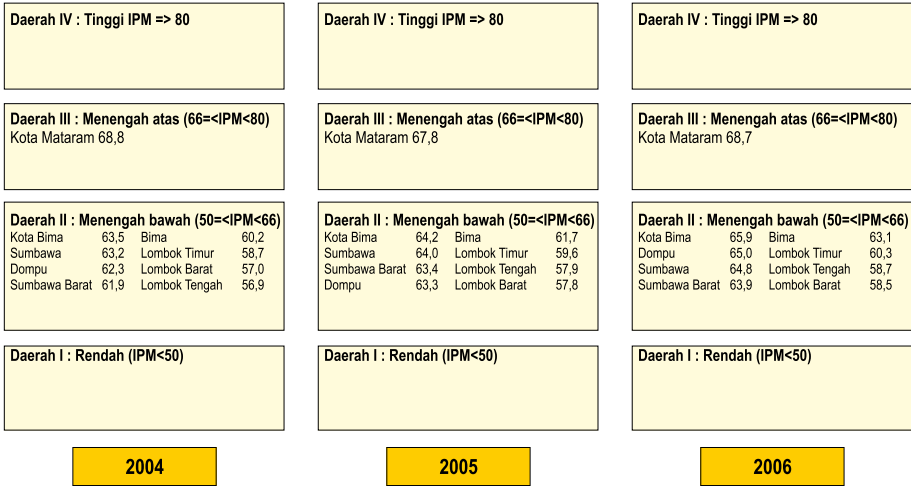 Daerah IV : Tinggi IPM => 80
Daerah III : Menengah atas (66=<IPM<80)
Kota Mataram 68,8
Daerah II : Menengah bawah (50=<IPM<66)
Kota Bima 63,5 Bima 60,2
Sumbawa 63,2 Lombok Timur 58,7
Dompu 62,3 Lombok Barat 57,0
Sumbawa Barat 61,9 Lombok Tengah 56,9
Daerah I : Rendah (IPM<50)
2004
Daerah IV : Tinggi IPM => 80
Daerah III : Menengah atas (66=<IPM<80)
Kota Mataram 67,8
Daerah II : Menengah bawah (50=<IPM<66)
Kota Bima 64,2 Bima 61,7
Sumbawa 64,0 Lombok Timur 59,6
Sumbawa Barat 63,4 Lombok Tengah 57,9
Dompu 63,3 Lombok Barat 57,8
Daerah I : Rendah (IPM<50)
2005
Daerah IV : Tinggi IPM => 80
Daerah III : Menengah atas (66=<IPM<80)
Kota Mataram 68,7
Daerah II : Menengah bawah (50=<IPM<66)
Kota Bima 65,9 Bima 63,1
Dompu 65,0 Lombok Timur 60,3
Sumbawa 64,8 Lombok Tengah 58,7
Sumbawa Barat 63,9 Lombok Barat 58,5
Daerah I : Rendah (IPM<50)
2006